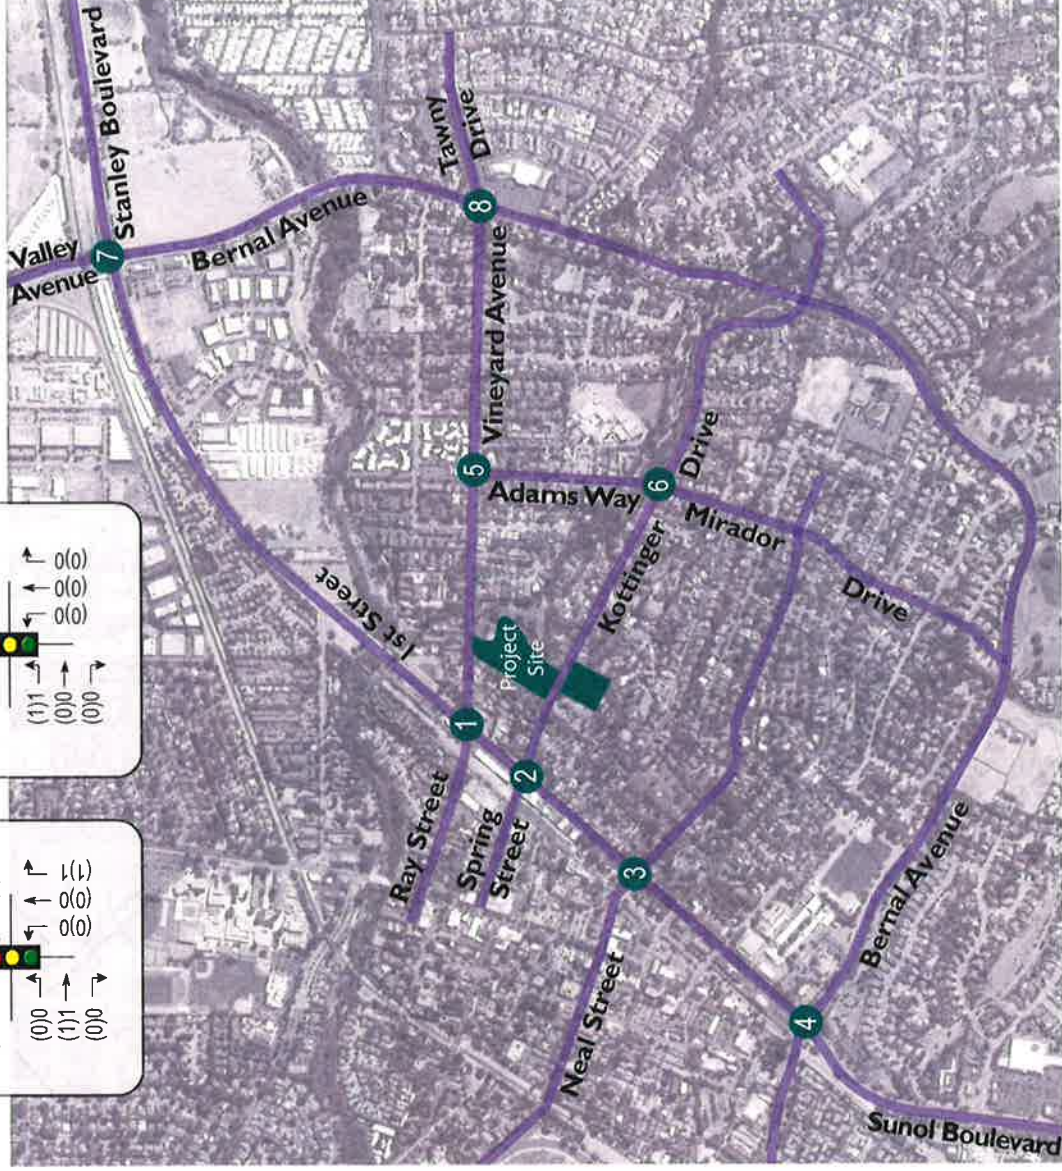 0(0)
1(1)
0(0)
0(0)
0(0)
1(1)
1(1)
0(0)
0(0)
0(0)
0(0)
0(0)
Valley
Avenue
Stanley Boulevard
7
Bernal Avenue
Tawny
Drive
8
Vineyard Avenue
5
Adams Way
6
Drive
Mirador
Drive
Kottinger
1st Street
Project
Site
1
Ray Street
2
Spring
Street
3
Neal Street
4
Bernal Avenue
Sunol Boulevard